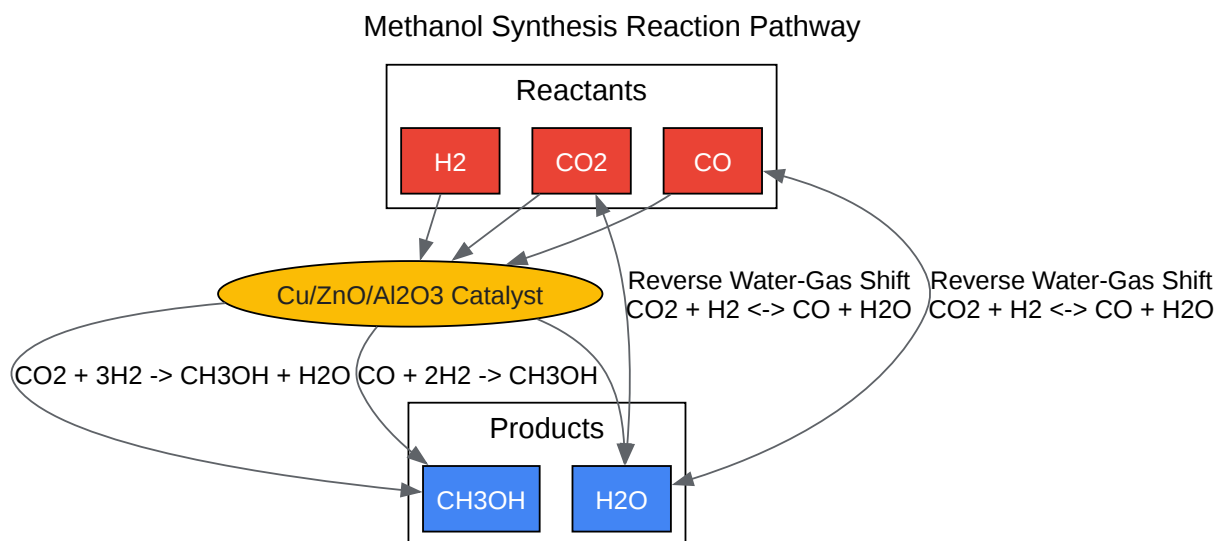 Methanol Synthesis Reaction Pathway
Reactants
H2
CO2
CO
Reverse Water-Gas Shift
CO2 + H2 <-> CO + H2O
Reverse Water-Gas Shift
CO2 + H2 <-> CO + H2O
Cu/ZnO/Al2O3 Catalyst
CO2 + 3H2 -> CH3OH + H2O
CO + 2H2 -> CH3OH
Products
CH3OH
H2O